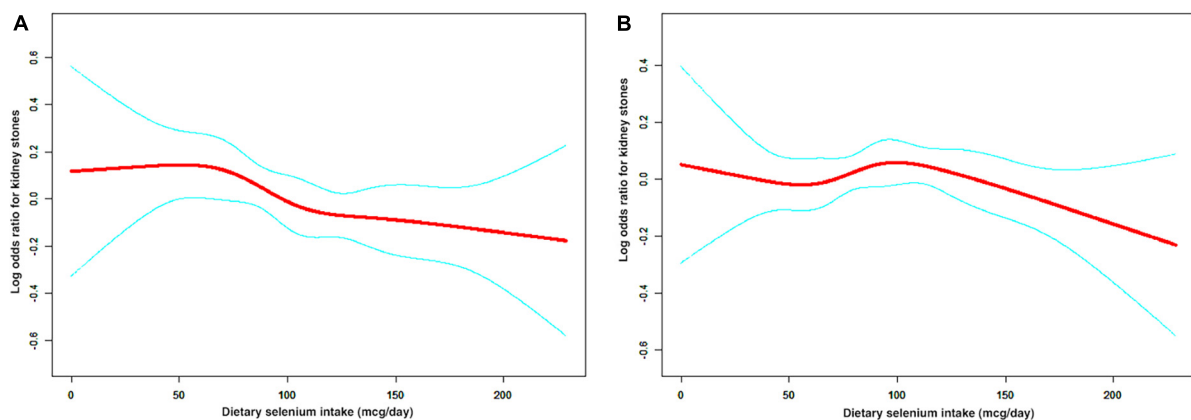 A
Log odds ratio for kidney stones
0.6
0.4
0.2
0.0
-0.2
-0.4
-0.6
0 50 100 150 200
Dietary selenium intake (mcg/day)
B
Log odds ratio for kidney stones
0.4
0.2
0.0
-0.2
-0.4
-0.6
0 50 100 150 200
Dietary selenium intake (mcg/day)